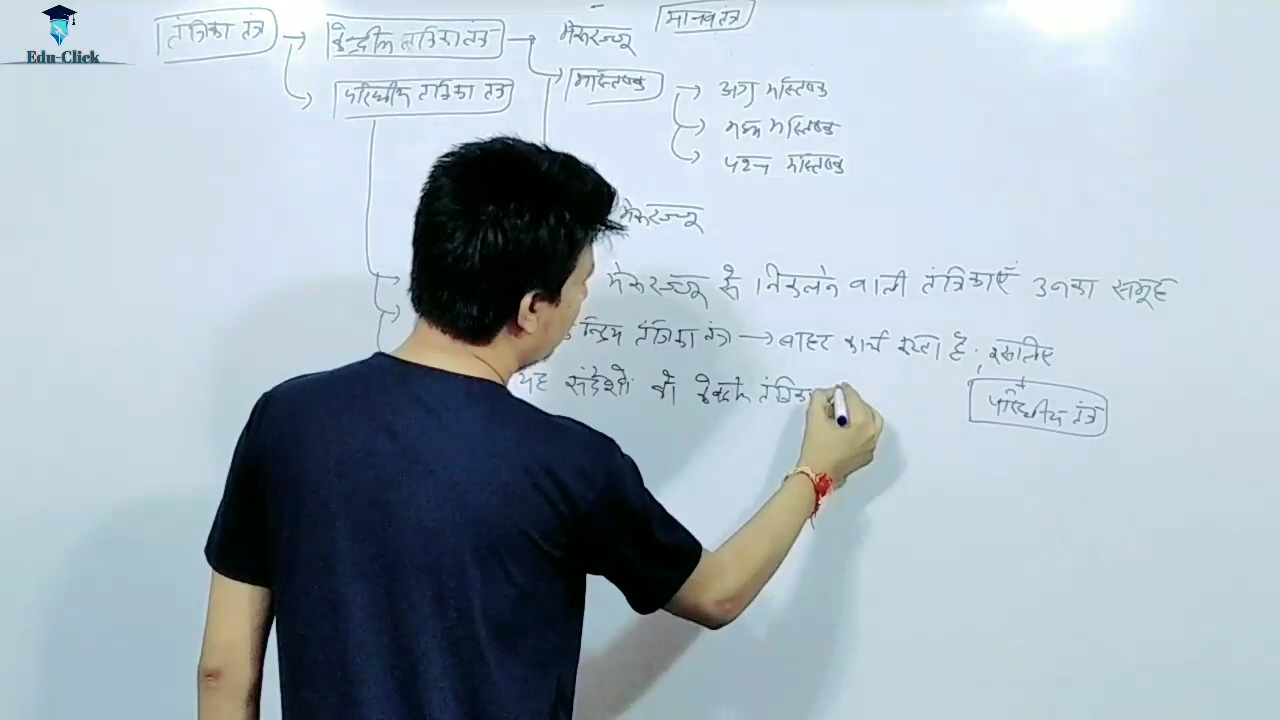 Edu-Click
तंत्रिका तंत्र
केन्द्रीय तंत्रिका तंत्र
मेरूरज्जू
मानव तंत्र
परिधीय तंत्रिका तंत्र
मस्तिष्क
अग्र मस्तिष्क
मध्य मस्तिष्क
पश्च मस्तिष्क
मेरूरज्जू
मेरूरज्जू से निकलने वाली तंत्रिकाएँ उनका समूह
न्द्रिय तंत्रिका तंत्र → बाहर कार्य करता है, इसलिए
परिधीय तंत्र
यह संदेशो को केन्द्रीय तंत्रिका